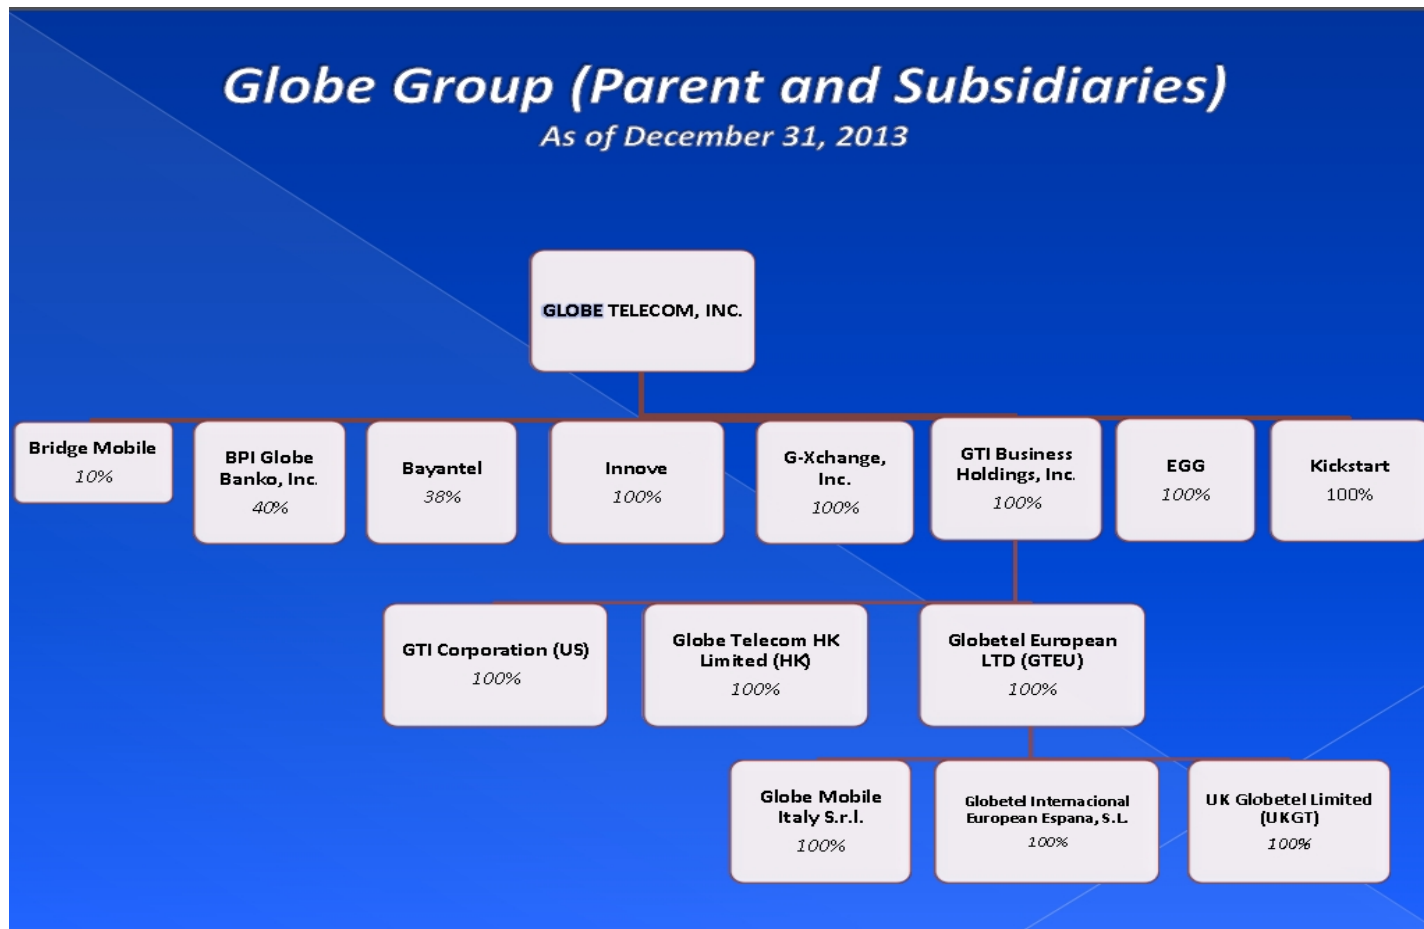 Globe Group (Parent and Subsidiaries)
As of December 31, 2013
GLOBE TELECOM, INC.
Bridge Mobile
10%
BPI Globe
Banko, Inc.
40%
Bayantel
38%
Innove
100%
G-Xchange,
Inc.
100%
GTI Business
Holdings, Inc.
100%
EGG
100%
Kickstart
100%
GTI Corporation (US)
100%
Globe Telecom HK
Limited (HK)
100%
Globetel European
LTD (GTEU)
100%
Globe Mobile
Italy S.r.l.
100%
Globetel Internacional
European Espana, S.L.
100%
UK Globetel Limited
(UKGT)
100%